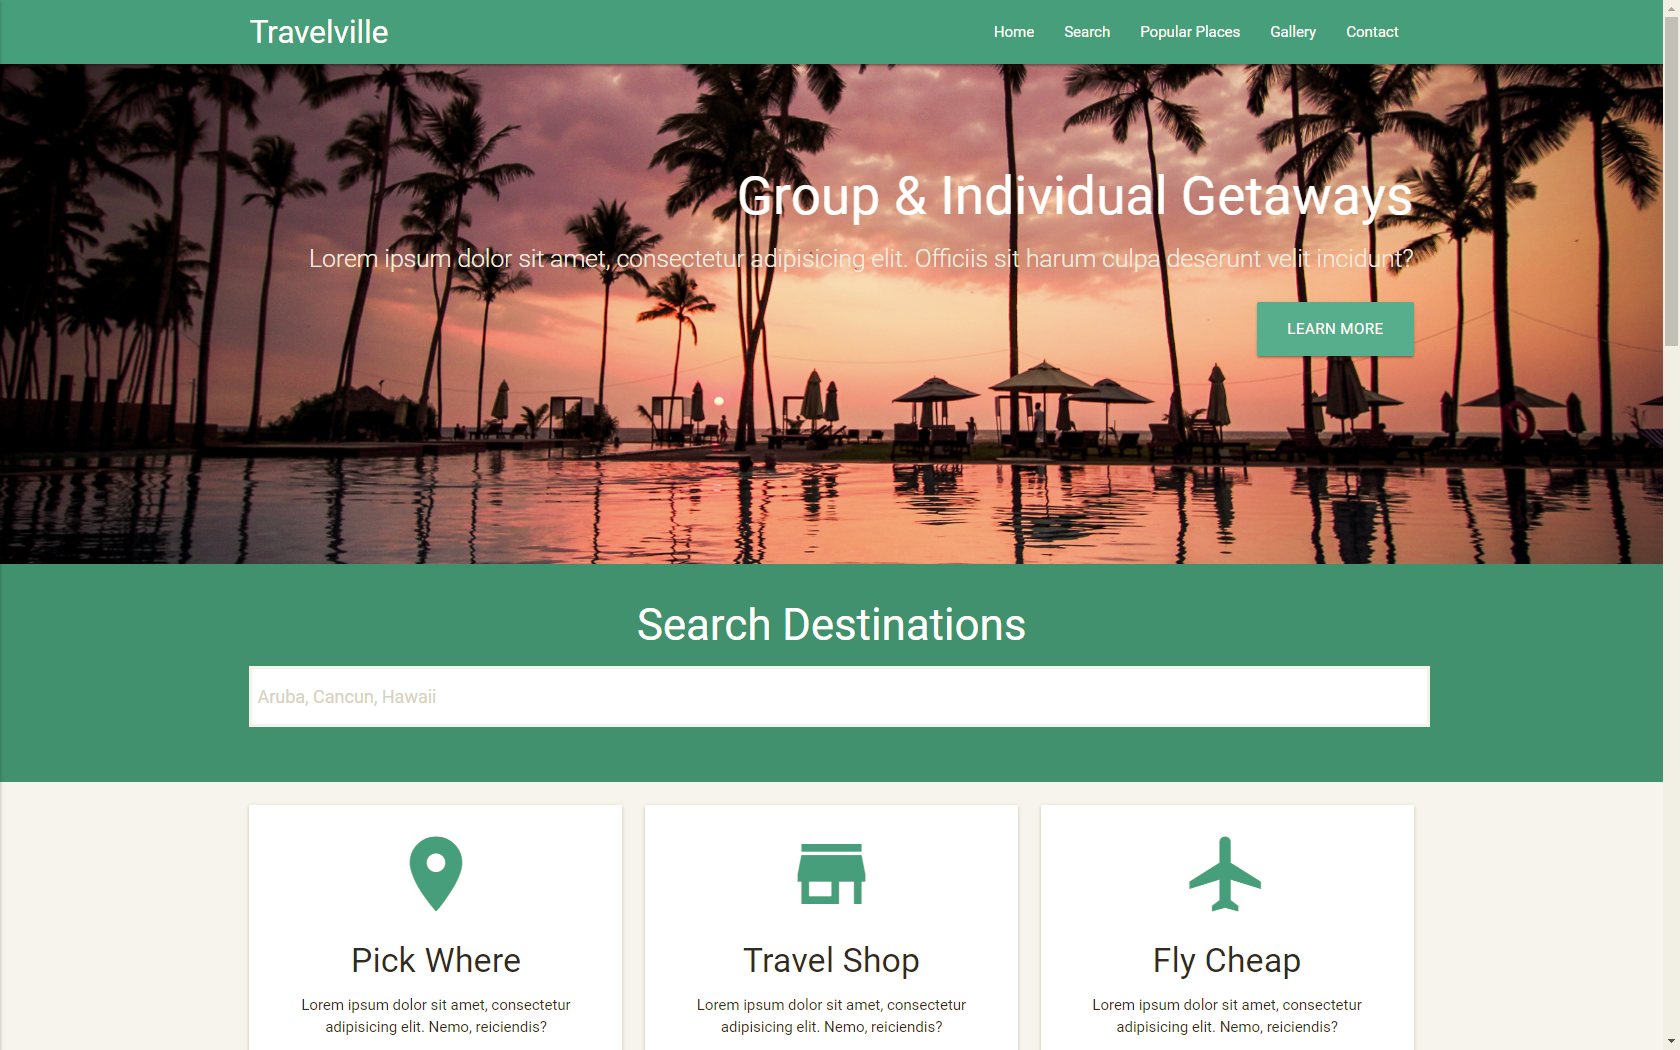 Travelville
Home Search Popular Places Gallery Contact
Group & Individual Getaways
Lorem ipsum dolor sit amet, consectetur adipisicing elit. Officiis sit harum culpa deserunt velit incidunt?
LEARN MORE
Search Destinations
Aruba, Cancun, Hawaii
Pick Where
Lorem ipsum dolor sit amet, consectetur
adipisicing elit. Nemo, reiciendis?
Travel Shop
Lorem ipsum dolor sit amet, consectetur
adipisicing elit. Nemo, reiciendis?
Fly Cheap
Lorem ipsum dolor sit amet, consectetur
adipisicing elit. Nemo, reiciendis?